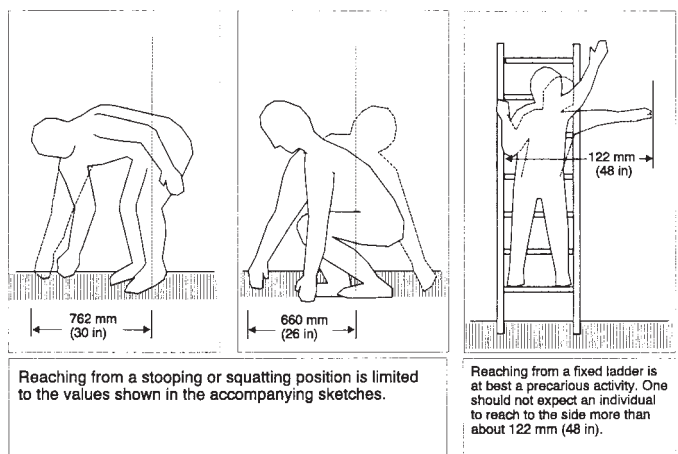 762 mm
(30 in)
660 mm
(26 in)
122 mm
(48 in)
Reaching from a stooping or squatting position is limited
to the values shown in the accompanying sketches.
Reaching from a fixed ladder is
at best a precarious activity. One
should not expect an individual
to reach to the side more than
about 122 mm (48 in).